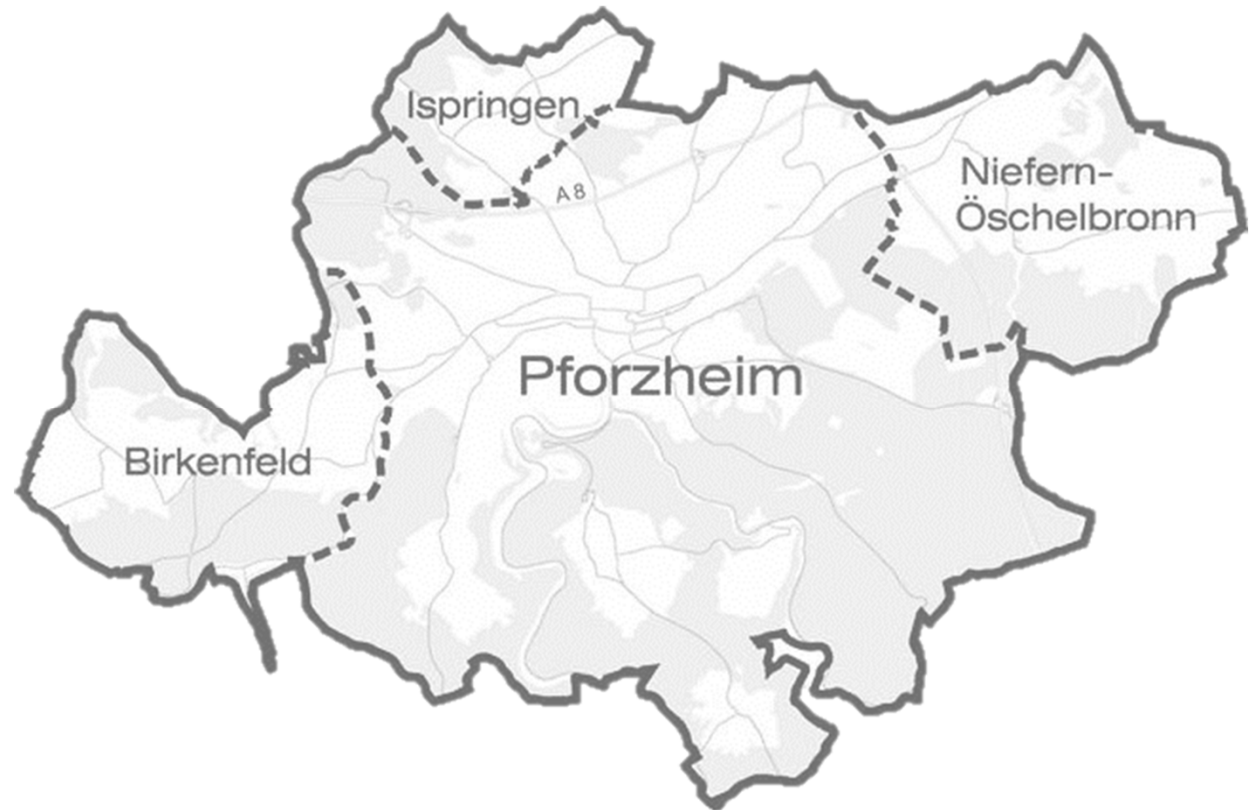 Ispringen
A 8
Niefern-
Öschelbronn
Pforzheim
Birkenfeld